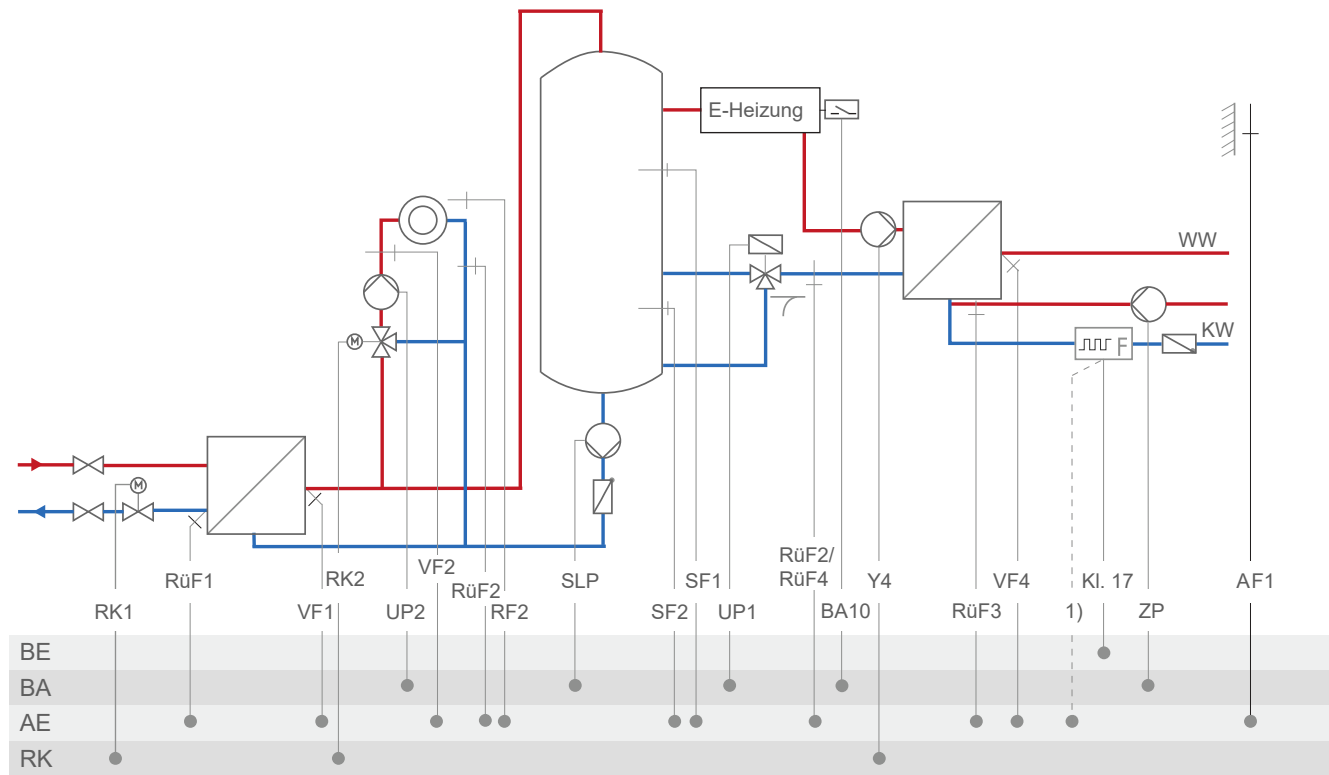 E-Heizung
WW
M
KW
F
M
RüF2/
RüF4
RüF1
RK2
VF2
RüF2
SLP
SF1
Y4
VF4
Kl. 17
AF1
RK1
VF1
UP2
RF2
SF2
UP1
BA10
RüF3
1)
ZP
BE
BA
AE
RK